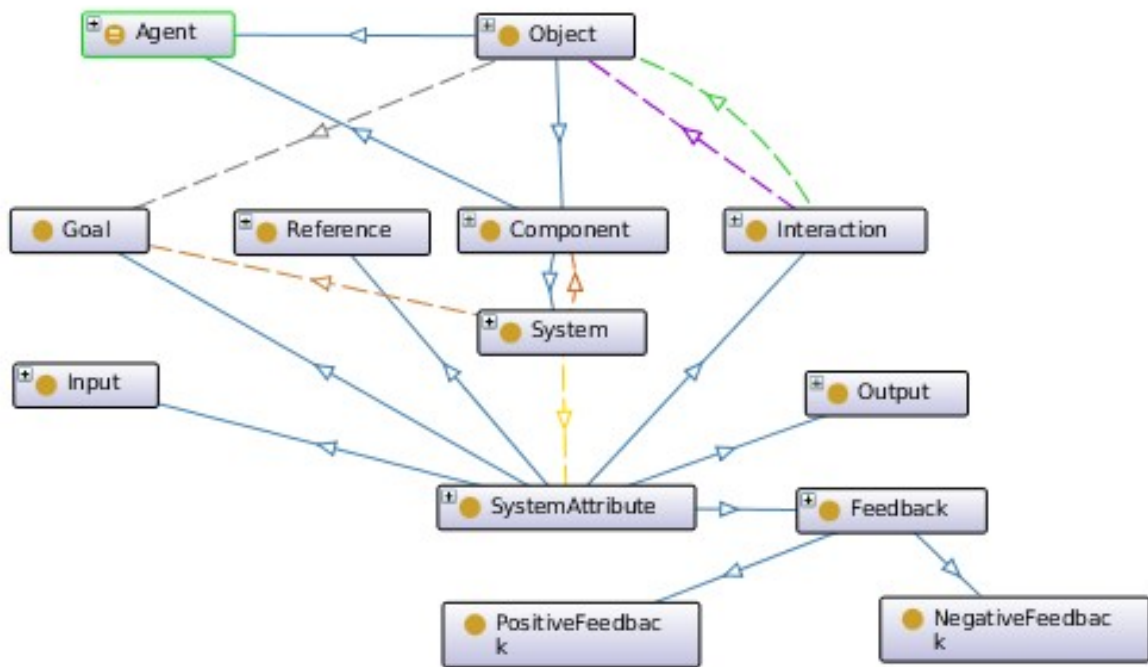 Agent
Object
Goal
Reference
Component
Interaction
System
Input
Output
SystemAttribute
Feedback
PositiveFeedbac
k
NegativeFeedbac
k